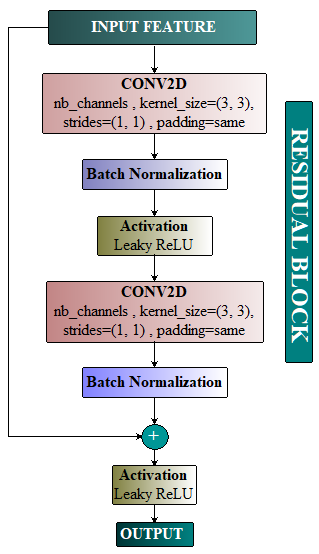 INPUT FEATURE
CONV2D
nb_channels , kernel_size=(3, 3),
strides=(1, 1) , padding=same
Batch Normalization
Activation
Leaky ReLU
CONV2D
nb_channels , kernel_size=(3, 3),
strides=(1, 1) , padding=same
Batch Normalization
+
Activation
Leaky ReLU
OUTPUT
RESIDUAL BLOCK